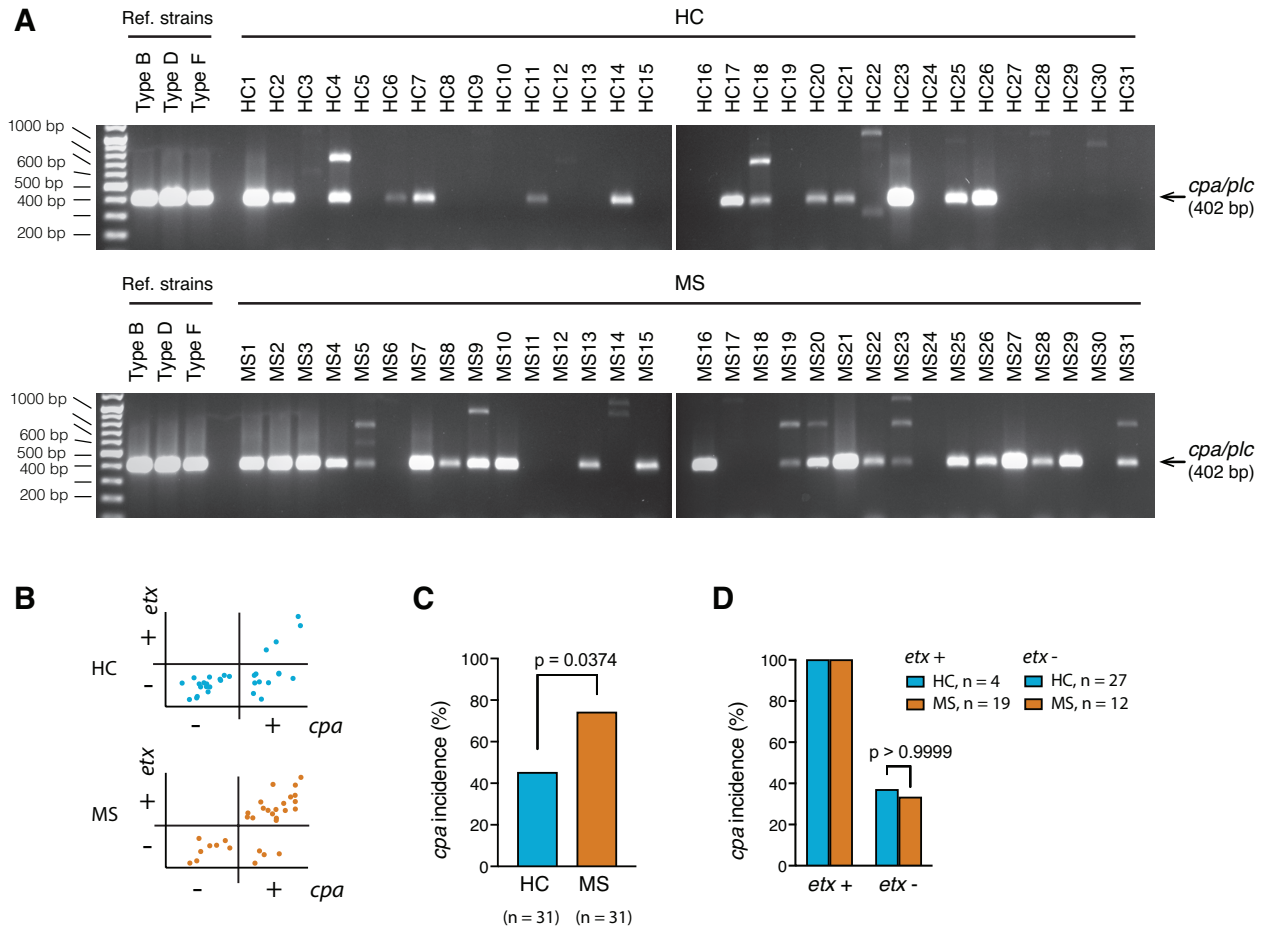 A
Ref. strains
HC
Type B
Type D
Type F
HC1
HC2
HC3
HC4
HC5
HC6
HC7
HC8
HC9
HC10
HC11
HC12
HC13
HC14
HC15
HC16
HC17
HC18
HC19
HC20
HC21
HC22
HC23
HC24
HC25
HC26
HC27
HC28
HC29
HC30
HC31
1000 bp
600 bp
500 bp
400 bp
200 bp
cpa/plc
(402 bp)
Ref. strains
MS
Type B
Type D
Type F
MS1
MS2
MS3
MS4
MS5
MS6
MS7
MS8
MS9
MS10
MS11
MS12
MS13
MS14
MS15
MS16
MS17
MS18
MS19
MS20
MS21
MS22
MS23
MS24
MS25
MS26
MS27
MS28
MS29
MS30
MS31
1000 bp
600 bp
500 bp
400 bp
200 bp
cpa/plc
(402 bp)
B
etx
+
HC
-
- + cpa
etx
+
MS
-
- + cpa
C
cpa incidence (%)
100
80
60
40
20
0
p = 0.0374
HC MS
(n = 31) (n = 31)
D
cpa incidence (%)
100
80
60
40
20
0
etx + etx -
HC, n = 4 HC, n = 27
MS, n = 19 MS, n = 12
p > 0.9999
etx + etx -